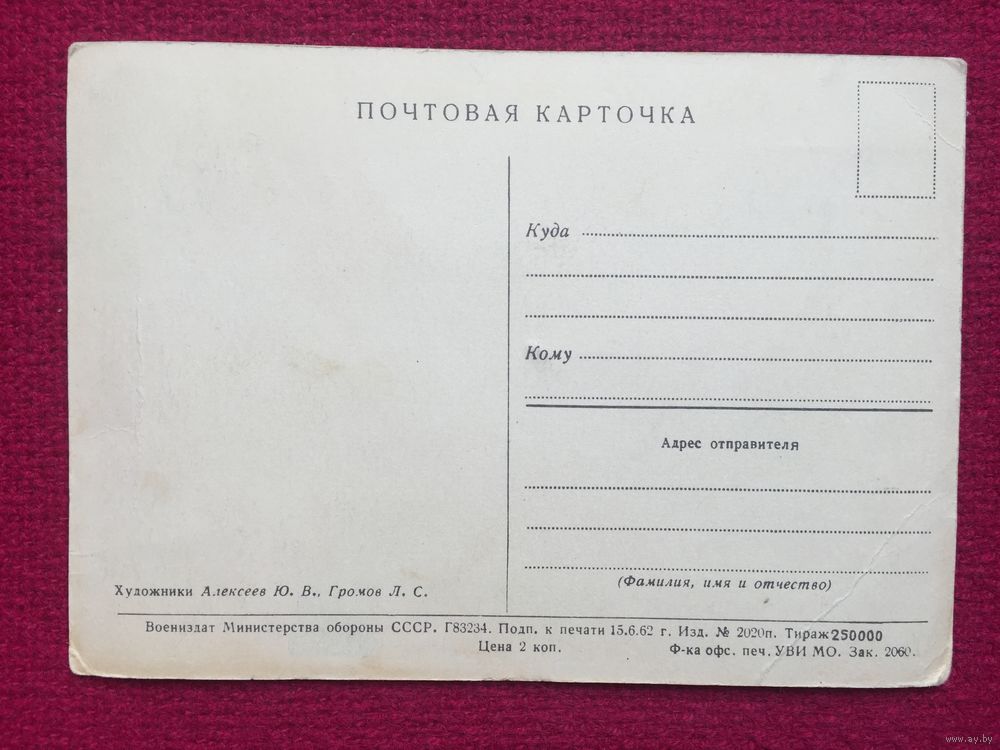 ПОЧТОВАЯ КАРТОЧКА
Куда
Кому
Адрес отправителя
(Фамилия, имя и отчество)
Художники Алексеев Ю. В., Громов Л. С.
Воениздат Министерства обороны СССР. Г83234. Подп. к печати 15.6.62 г. Изд. № 2020п. Тираж 250000
Цена 2 коп. Ф-ка офс. печ. УВИ МО. Зак. 2060.
www.ay.by